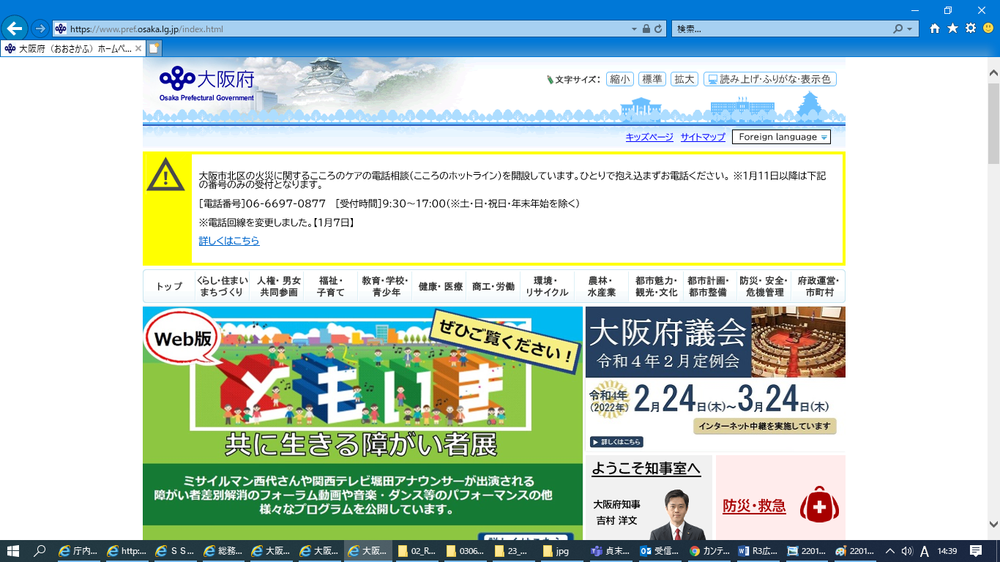 https://www.pref.osaka.lg.jp/index.html
検索...
大阪府（おおさかふ）ホームペ...
大阪府
Osaka Prefectural Government
文字サイズ：
縮小
標準
拡大
読み上げ・ふりがな・表示色
キッズページ
サイトマップ
Foreign language
大阪市北区の火災に関するこころのケアの電話相談（こころのホットライン）を開設しています。ひとりで抱え込まずお電話ください。 ※1月11日以降は下記
の番号のみの受付となります。
［電話番号］06-6697-0877　［受付時間］9:30～17:00（※土・日・祝日・年末年始を除く）
※電話回線を変更しました。【1月7日】
詳しくはこちら
トップ
くらし・住まい
まちづくり
人権・男女
共同参画
福祉・
子育て
教育・学校・
青少年
健康・医療
商工・労働
環境・
リサイクル
農林・
水産業
都市魅力・
観光・文化
都市計画・
都市整備
防災・安全・
危機管理
府政運営・
市町村
Web版
ぜひご覧ください！
ともいき
共に生きる障がい者展
ミサイルマン西代さんや関西テレビ堀田アナウンサーが出演される
障がい者差別解消のフォーラム動画や音楽・ダンス等のパフォーマンスの他
様々なプログラムを公開しています。
大阪府議会
令和４年２月定例会
令和4年
（2022年）
2月24日(木)～3月24日(木)
インターネット中継を実施しています
▶ 詳しくはこちら
ようこそ知事室へ
大阪府知事
吉村 洋文
防災・救急
庁内...
http:...
ＳＳ...
総務...
大阪...
大阪...
大阪...
02_R...
0306...
23_...
jpg
貞末...
受信...
カンテ...
R3広...
2201...
2201...
A
14:39